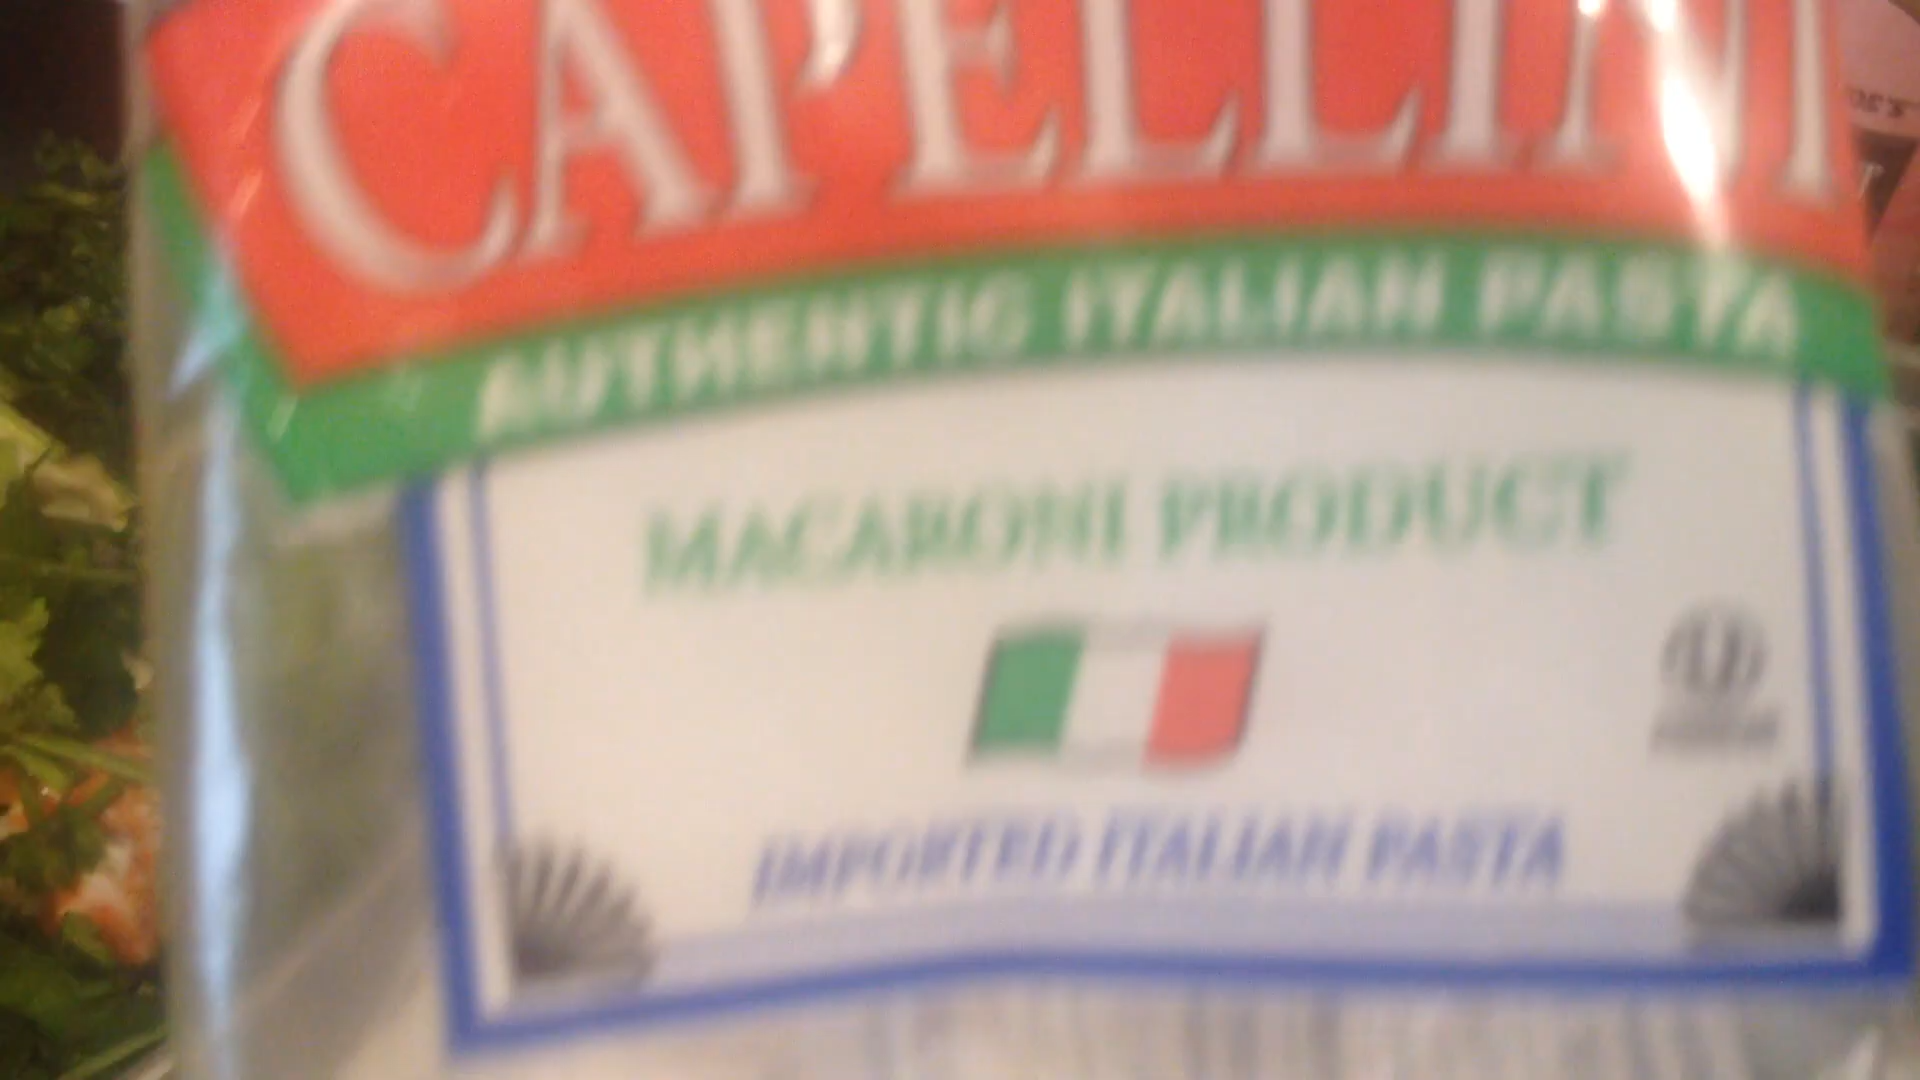 CAPELLINI
AUTHENTIC ITALIAN PASTA
MACARONI PRODUCT
IMPORTED ITALIAN PASTA